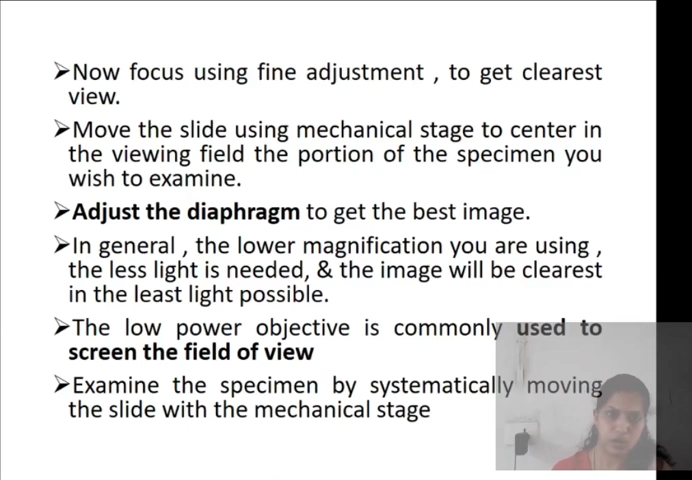 ➢Now focus using fine adjustment , to get clearest
view.
➢Move the slide using mechanical stage to center in
the viewing field the portion of the specimen you
wish to examine.
➢Adjust the diaphragm to get the best image.
➢In general , the lower magnification you are using ,
the less light is needed, & the image will be clearest
in the least light possible.
➢The low power objective is commonly used to
screen the field of view
➢Examine the specimen by systematically moving
the slide with the mechanical stage